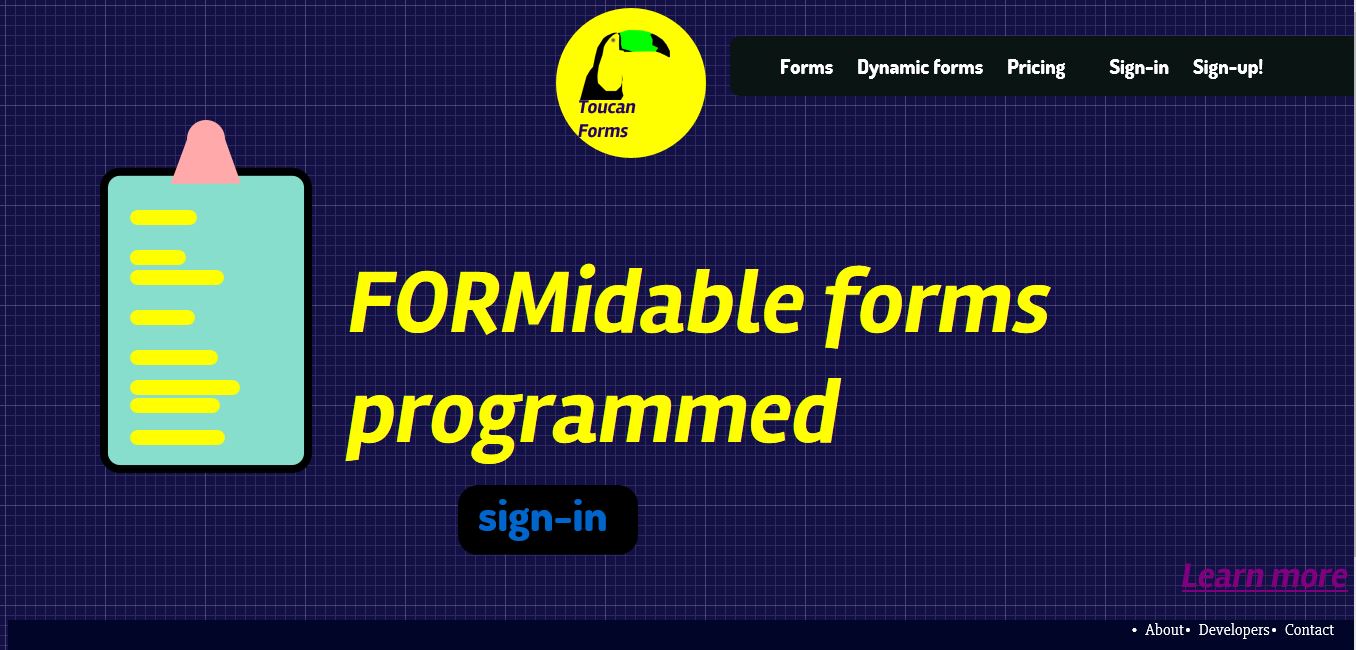 Toucan
Forms
Forms Dynamic forms Pricing Sign-in Sign-up!
FORMidable forms
programmed
sign-in
Learn more
• About • Developers • Contact